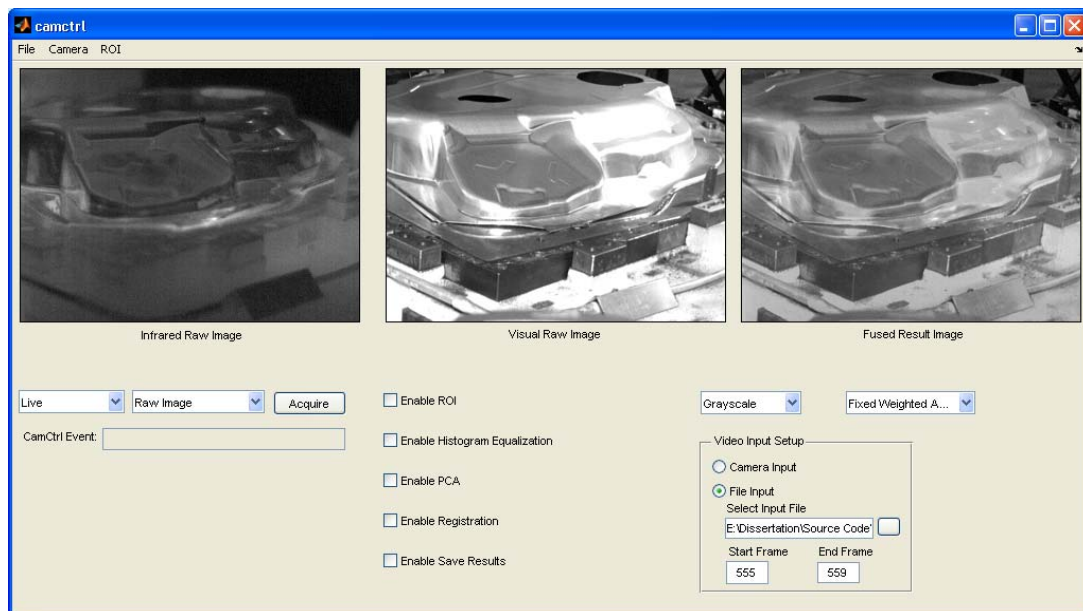 camctrl
File Camera ROI
Infrared Raw Image
Visual Raw Image
Fused Result Image
Live
Raw Image
Acquire
CamCtrl Event:
Enable ROI
Enable Histogram Equalization
Enable PCA
Enable Registration
Enable Save Results
Grayscale
Fixed Weighted A...
Video Input Setup
Camera Input
File Input
Select Input File
E:\Dissertation\Source Code'
Start Frame End Frame
555 559